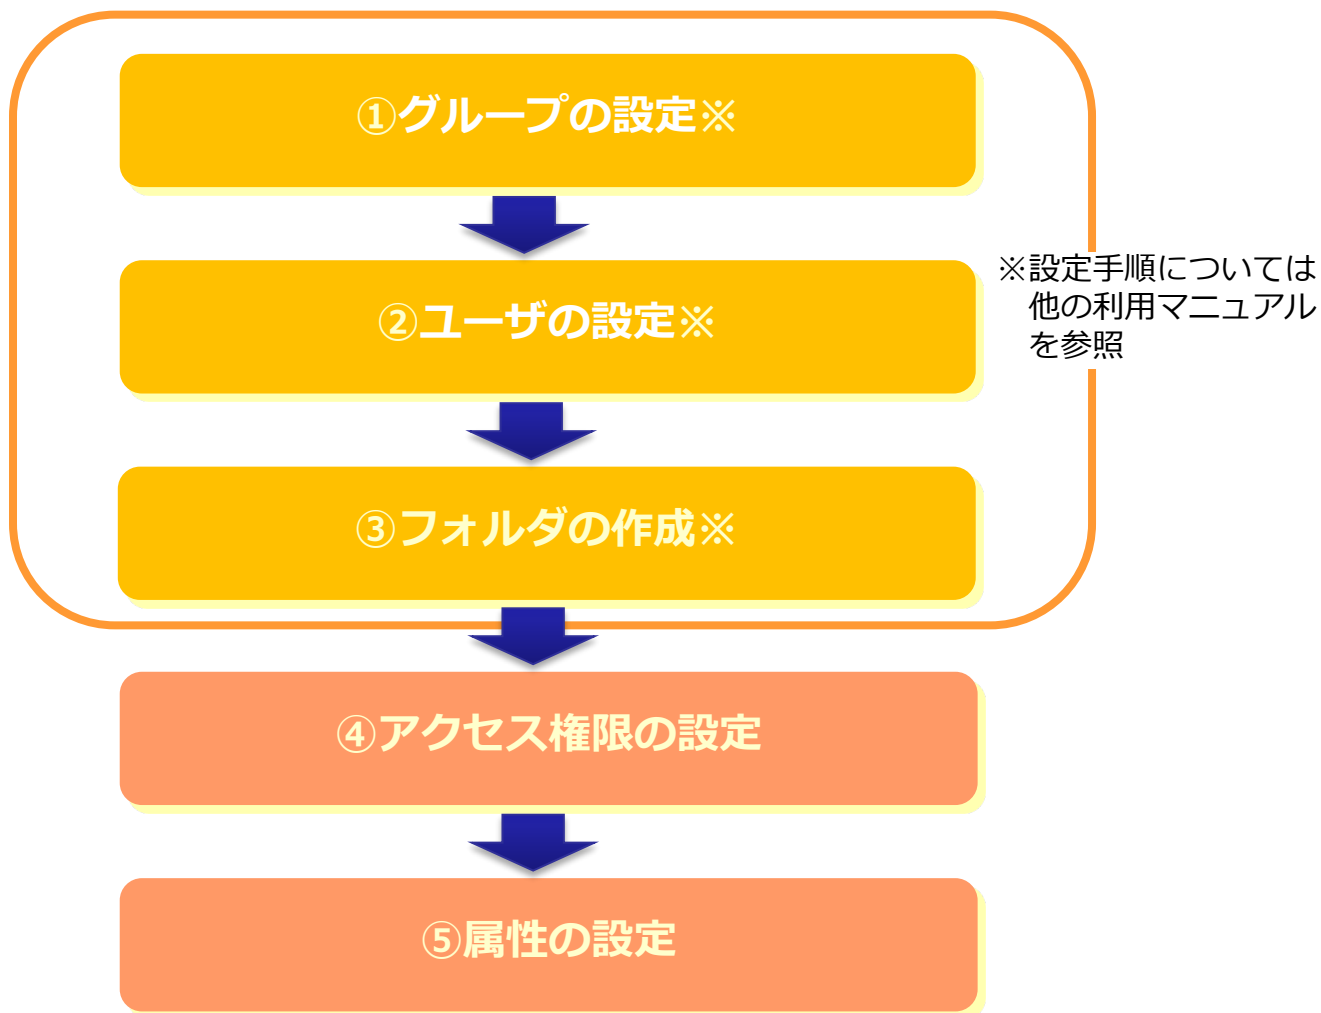 ①グループの設定※
②ユーザの設定※
※設定手順については
他の利用マニュアル
を参照
③フォルダの作成※
④アクセス権限の設定
⑤属性の設定